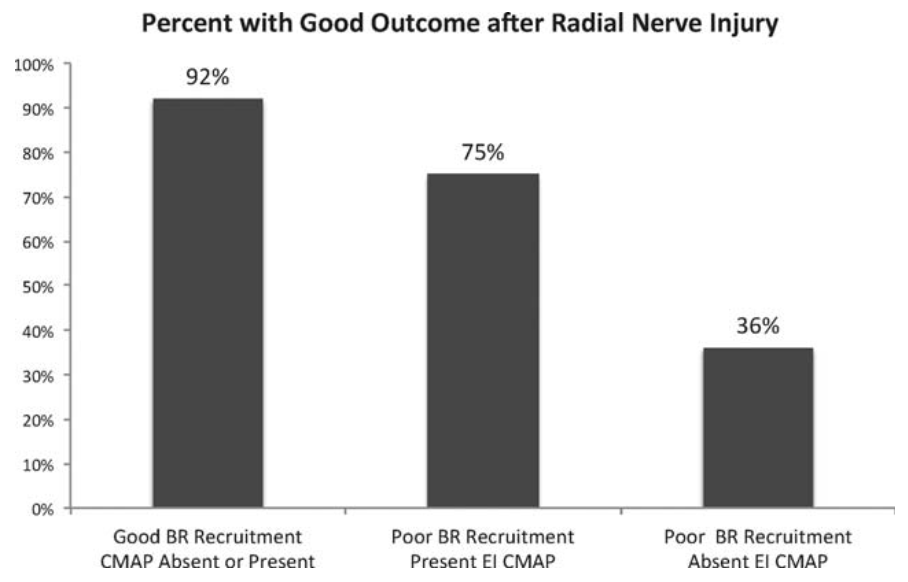 Percent with Good Outcome after Radial Nerve Injury
100%
90%
80%
70%
60%
50%
40%
30%
20%
10%
0%
92%
75%
36%
Good BR Recruitment
CMAP Absent or Present
Poor BR Recruitment
Present EI CMAP
Poor BR Recruitment
Absent EI CMAP